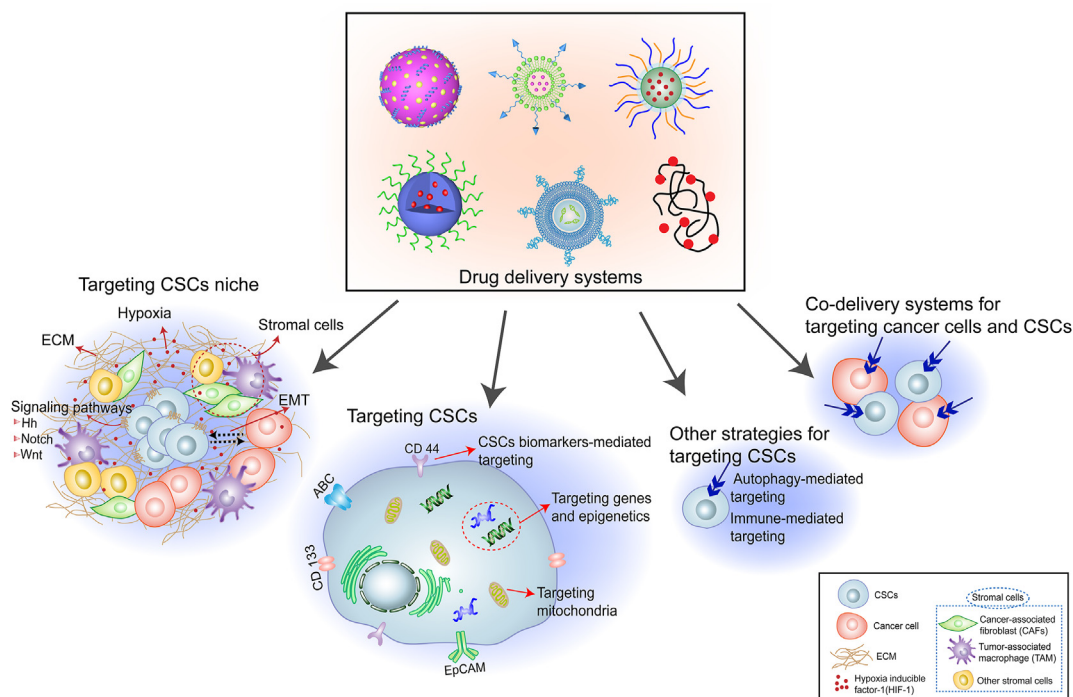 Drug delivery systems
Targeting CSCs niche
Hypoxia
Stromal cells
ECM
Signaling pathways
Hh
Notch
Wnt
EMT
Targeting CSCs
CD 44
CSCs biomarkers-mediated
targeting
ABC
Targeting genes
and epigenetics
CD 133
Targeting
mitochondria
EpCAM
Other strategies for
targeting CSCs
Autophagy-mediated
targeting
Immune-mediated
targeting
Co-delivery systems for
targeting cancer cells and CSCs
CSCs
Cancer cell
ECM
Hypoxia inducible
factor-1(HIF-1)
Stromal cells
Cancer-associated
fibroblast (CAFs)
Tumor-associated
macrophage (TAM)
Other stromal cells